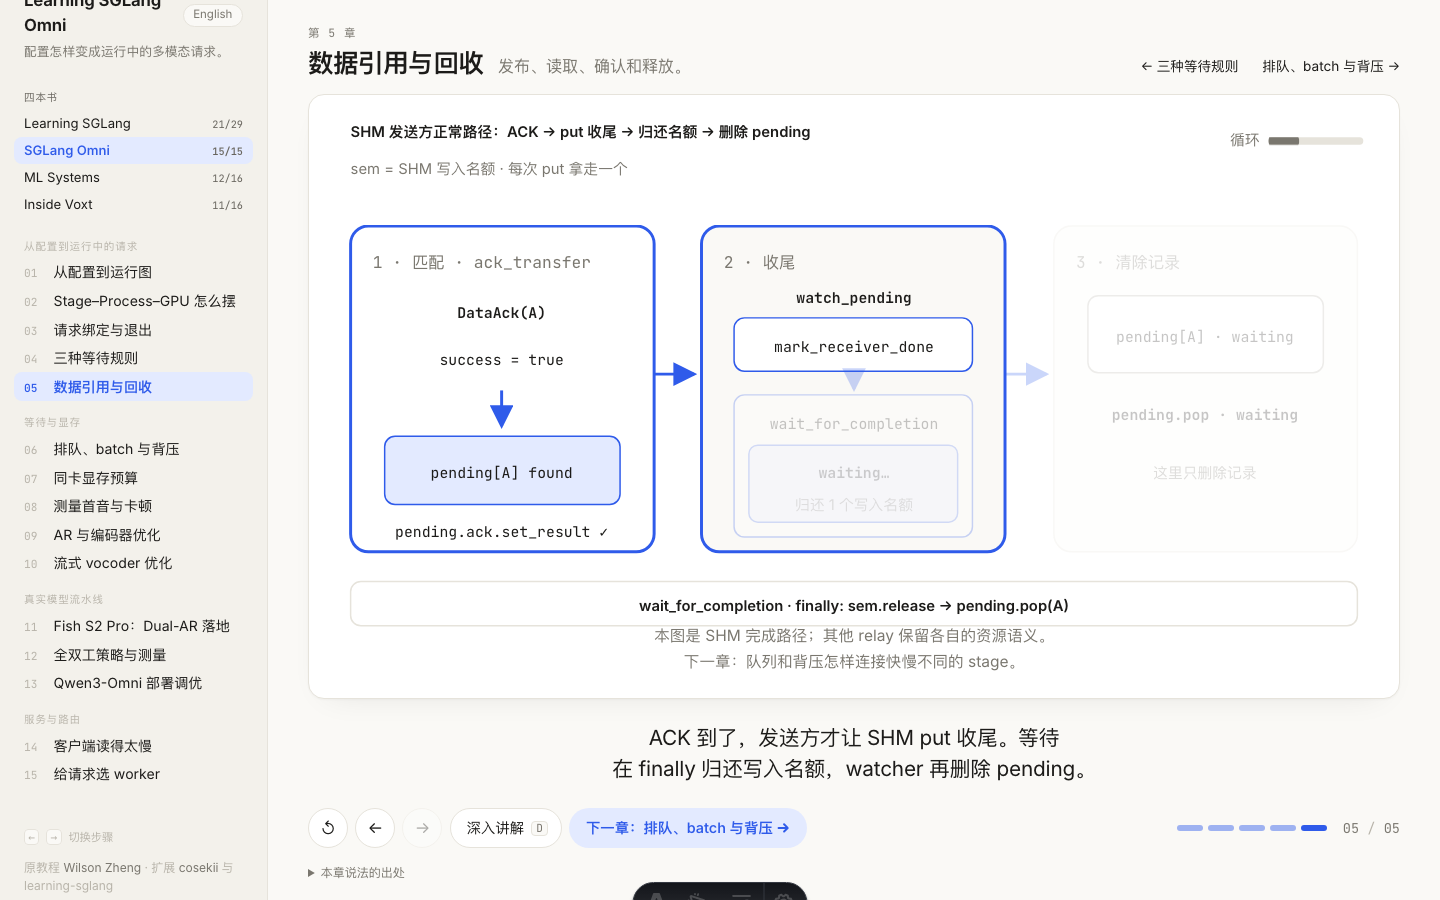 Learning SGLang
Omni
English
配置怎样变成运行中的多模态请求。
四本书
Learning SGLang 21/29
SGLang Omni 15/15
ML Systems 12/16
Inside Voxt 11/16
从配置到运行中的请求
01 从配置到运行图
02 Stage–Process–GPU 怎么摆
03 请求绑定与退出
04 三种等待规则
05 数据引用与回收
等待与显存
06 排队、batch 与背压
07 同卡显存预算
08 测量首音与卡顿
09 AR 与编码器优化
10 流式 vocoder 优化
真实模型流水线
11 Fish S2 Pro：Dual-AR 落地
12 全双工策略与测量
13 Qwen3-Omni 部署调优
服务与路由
14 客户端读得太慢
15 给请求选 worker
← → 切换步骤
原教程 Wilson Zheng · 扩展 cosekii 与
learning-sglang
第 5 章
数据引用与回收 发布、读取、确认和释放。
← 三种等待规则 排队、batch 与背压 →
SHM 发送方正常路径：ACK → put 收尾 → 归还名额 → 删除 pending
循环
sem = SHM 写入名额 · 每次 put 拿走一个
1 · 匹配 · ack_transfer
DataAck(A)
success = true
pending[A] found
pending.ack.set_result ✓
2 · 收尾
watch_pending
mark_receiver_done
wait_for_completion
waiting…
归还 1 个写入名额
3 · 清除记录
pending[A] · waiting
pending.pop · waiting
这里只删除记录
wait_for_completion · finally: sem.release → pending.pop(A)
本图是 SHM 完成路径；其他 relay 保留各自的资源语义。
下一章：队列和背压怎样连接快慢不同的 stage。
ACK 到了，发送方才让 SHM put 收尾。等待
在 finally 归还写入名额，watcher 再删除 pending。
深入讲解 D
下一章：排队、batch 与背压 →
05 / 05
▶ 本章说法的出处